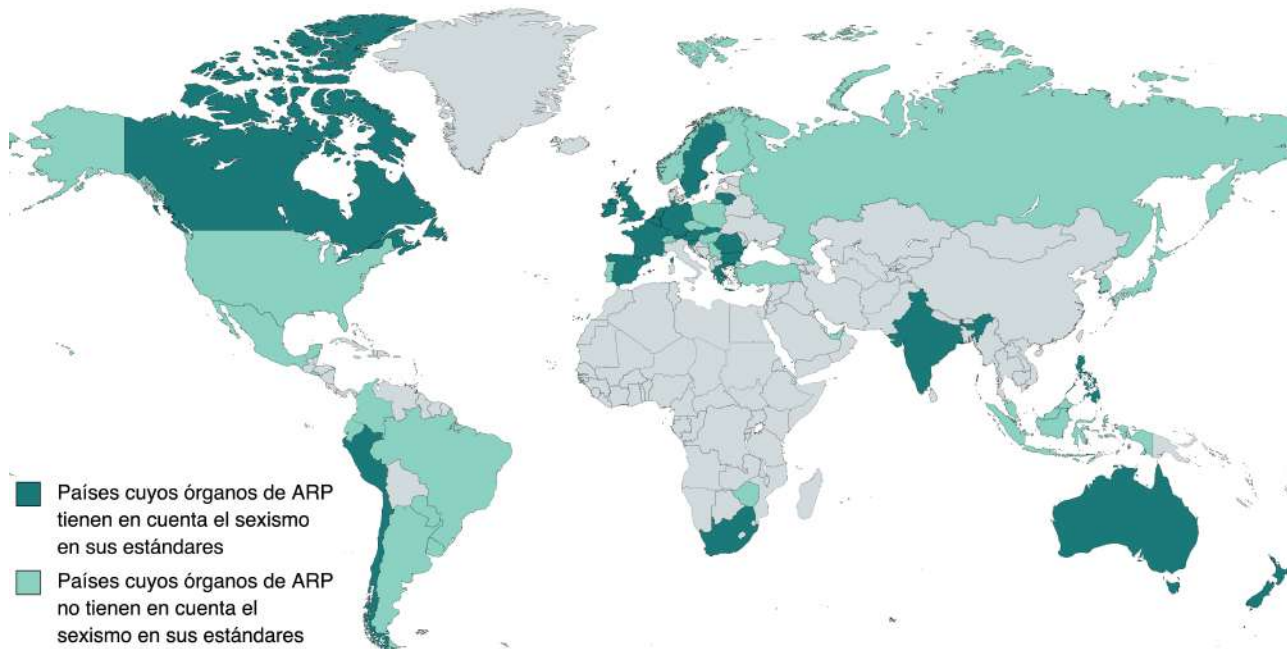 Países cuyos órganos de ARP
tienen en cuenta el sexismo
en sus estándares
Países cuyos órganos de ARP
no tienen en cuenta el
sexismo en sus estándares